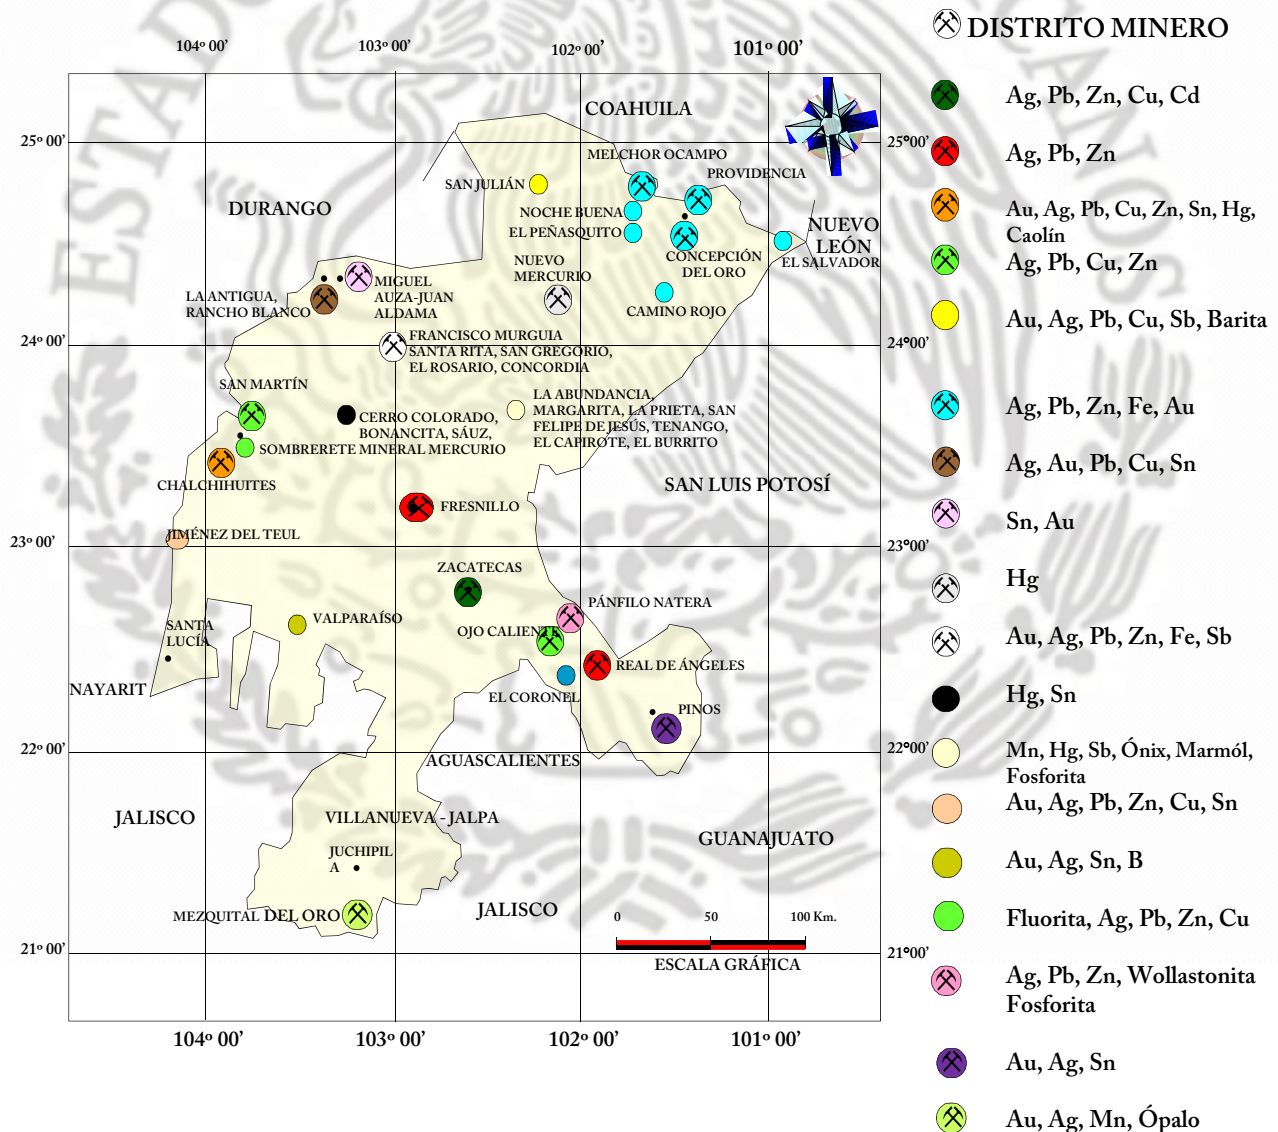 DISTRITO MINERO
104º 00'
103º 00'
102º 00'
101º 00'
COAHUILA
25º 00'
25º00'
MELCHOR OCAMPO
PROVIDENCIA
SAN JULIÁN
DURANGO
NOCHE BUENA
EL PEÑASQUITO
NUEVO
LEÓN
CONCEPCIÓN
DEL ORO
EL SALVADOR
NUEVO
MERCURIO
MIGUEL
AUZA-JUAN
ALDAMA
LA ANTIGUA,
RANCHO BLANCO
CAMINO ROJO
24º 00'
24º00'
FRANCISCO MURGUIA
SANTA RITA, SAN GREGORIO,
EL ROSARIO, CONCORDIA
SAN MARTÍN
LA ABUNDANCIA,
MARGARITA, LA PRIETA, SAN
FELIPE DE JESÚS, TENANGO,
EL CAPIROTE, EL BURRITO
CERRO COLORADO,
BONANCITA, SÁUZ,
MINERAL MERCURIO
SOMBRERETE
CHALCHIHUITES
SAN LUIS POTOSÍ
FRESNILLO
JIMÉNEZ DEL TEUL
23º 00'
23º00'
ZACATECAS
PÁNFILO NATERA
VALPARAÍSO
SANTA
LUCÍA
OJO CALIENTE
REAL DE ÁNGELES
NAYARIT
EL CORONEL
PINOS
22º 00'
22º00'
AGUASCALIENTES
JALISCO
VILLANUEVA - JALPA
GUANAJUATO
JUCHIPIL
A
MEZQUITAL DEL ORO
JALISCO
0
50
100 Km.
ESCALA GRÁFICA
21º 00'
21º00'
104º 00'
103º 00'
102º 00'
101º 00'
Ag, Pb, Zn, Cu, Cd
Ag, Pb, Zn
Au, Ag, Pb, Cu, Zn, Sn, Hg,
Caolín
Ag, Pb, Cu, Zn
Au, Ag, Pb, Cu, Sb, Barita
Ag, Pb, Zn, Fe, Au
Ag, Au, Pb, Cu, Sn
Sn, Au
Hg
Au, Ag, Pb, Zn, Fe, Sb
Hg, Sn
Mn, Hg, Sb, Ónix, Marmól,
Fosforita
Au, Ag, Pb, Zn, Cu, Sn
Au, Ag, Sn, B
Fluorita, Ag, Pb, Zn, Cu
Ag, Pb, Zn, Wollastonita
Fosforita
Au, Ag, Sn
Au, Ag, Mn, Ópalo